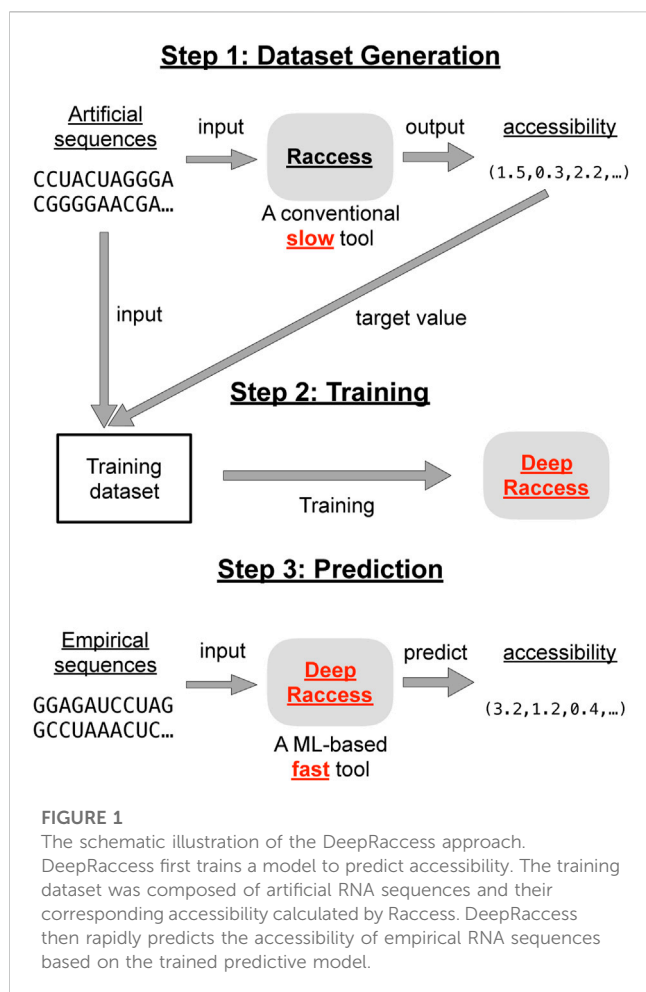 Step 1: Dataset Generation
Artificial
sequences
CCUACUAGGGA
CGGGGAACGA…
input
Raccess
A conventional
slow tool
output
accessibility
(1.5,0.3,2.2,…)
input
target value
Step 2: Training
Training
dataset
Training
Deep
Raccess
Step 3: Prediction
Empirical
sequences
GGAGAUCCUAG
GCCUAAACUC…
input
Deep
Raccess
A ML-based
fast tool
predict
accessibility
(3.2,1.2,0.4,…)
FIGURE 1
The schematic illustration of the DeepRaccess approach.
DeepRaccess first trains a model to predict accessibility. The training
dataset was composed of artificial RNA sequences and their
corresponding accessibility calculated by Raccess. DeepRaccess
then rapidly predicts the accessibility of empirical RNA sequences
based on the trained predictive model.